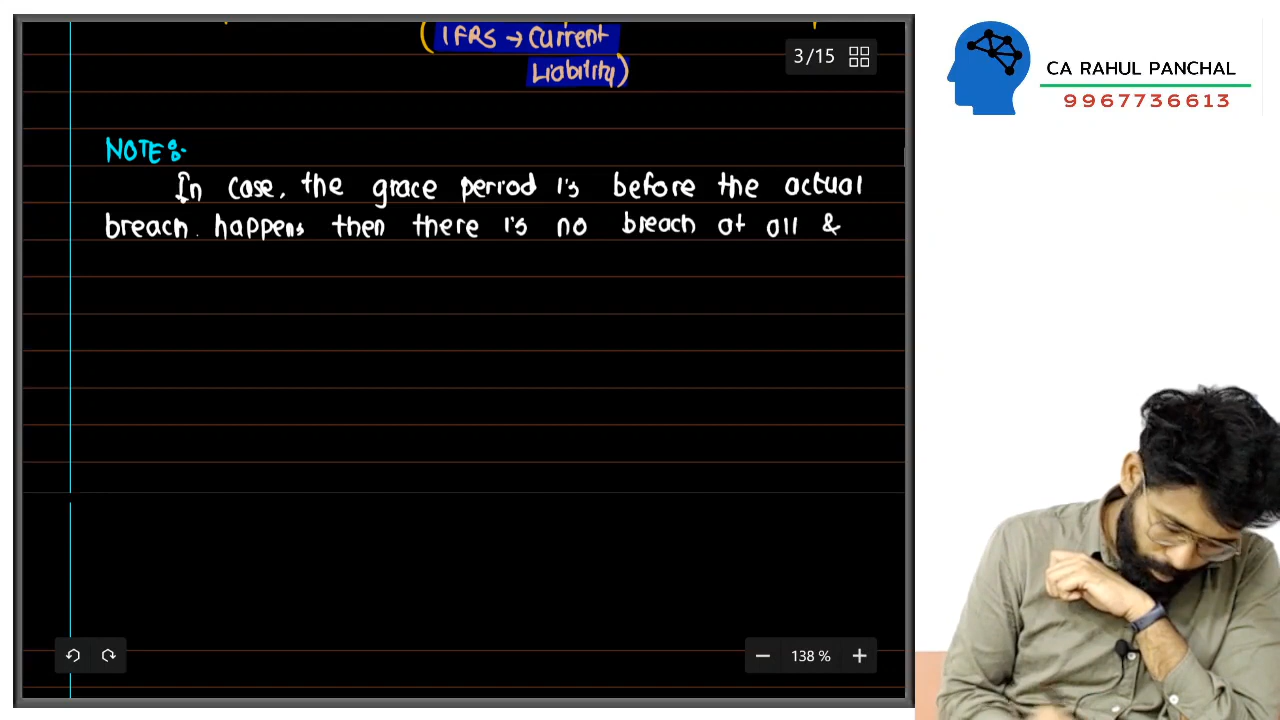 (IFRS → Current
Liability)
3/15
CA RAHUL PANCHAL
9967736613
NOTE:-
In case, the grace period is before the actual
breach happens then there is no breach at all &
138 %